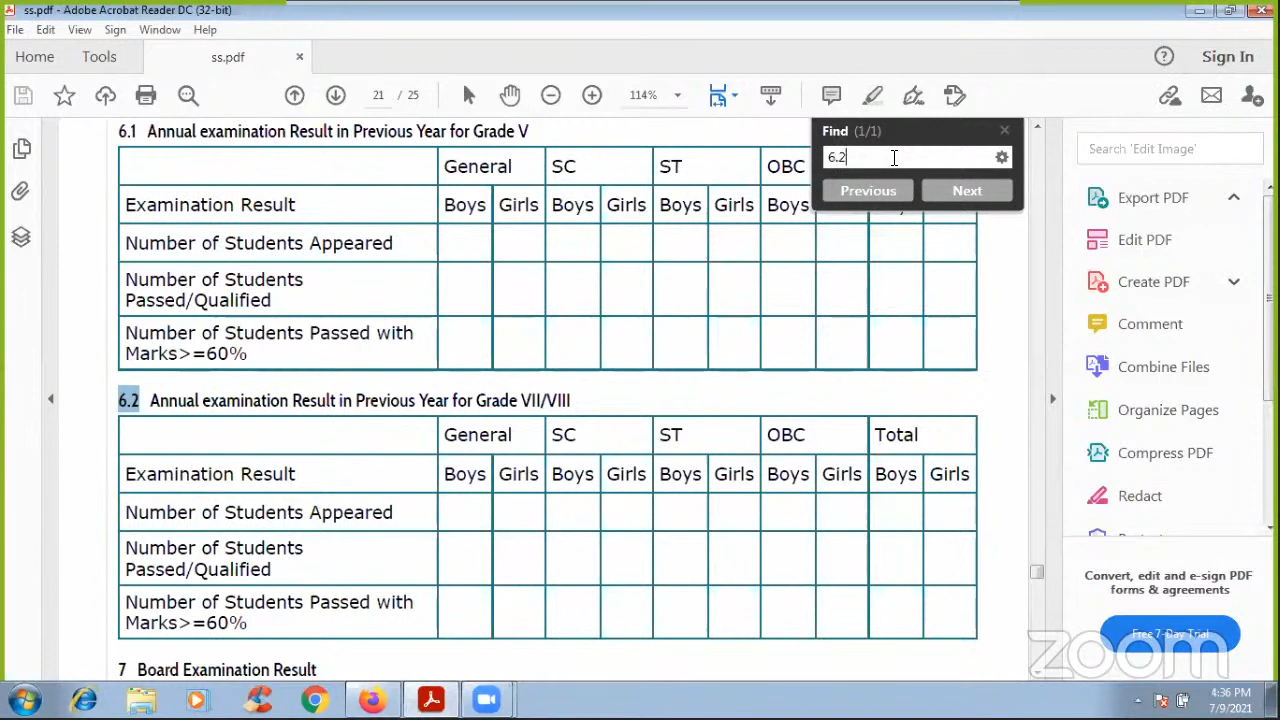 ss.pdf - Adobe Acrobat Reader DC (32-bit)
File Edit View Sign Window Help
Home Tools ss.pdf × ? Sign In
21 / 25 114%
6.1 Annual examination Result in Previous Year for Grade V
Find (1/1)
6.2
Previous Next
General SC ST OBC
Examination Result Boys Girls Boys Girls Boys Girls Boys
Number of Students Appeared
Number of Students
Passed/Qualified
Number of Students Passed with
Marks>=60%
6.2 Annual examination Result in Previous Year for Grade VII/VIII
General SC ST OBC Total
Examination Result Boys Girls Boys Girls Boys Girls Boys Girls Boys Girls
Number of Students Appeared
Number of Students
Passed/Qualified
Number of Students Passed with
Marks>=60%
7 Board Examination Result
Search 'Edit Image'
Export PDF
Edit PDF
Create PDF
Comment
Combine Files
Organize Pages
Compress PDF
Redact
Convert, edit and e-sign PDF
forms & agreements
Free 7-Day Trial
zoom
4:36 PM
7/9/2021